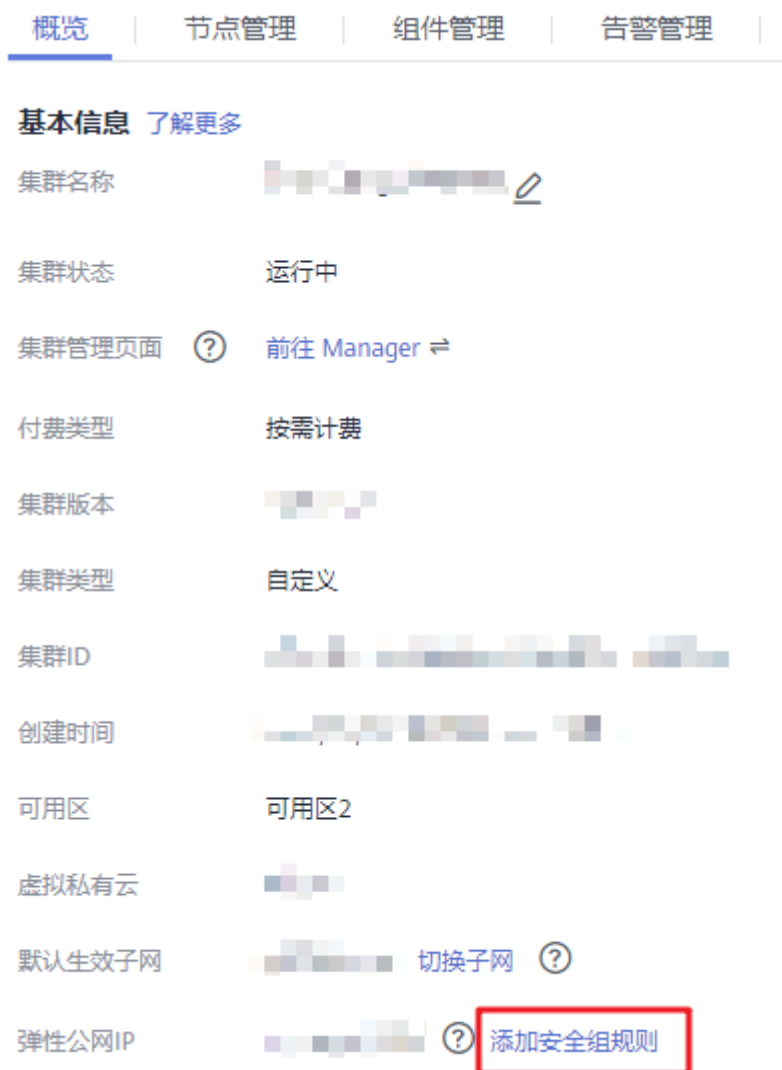 概览 节点管理 组件管理 告警管理
基本信息 了解更多
集群名称
集群状态 运行中
集群管理页面 ? 前往 Manager ⇌
付费类型 按需计费
集群版本
集群类型 自定义
集群ID
创建时间
可用区 可用区2
虚拟私有云
默认生效子网 切换子网 ?
弹性公网IP ? 添加安全组规则